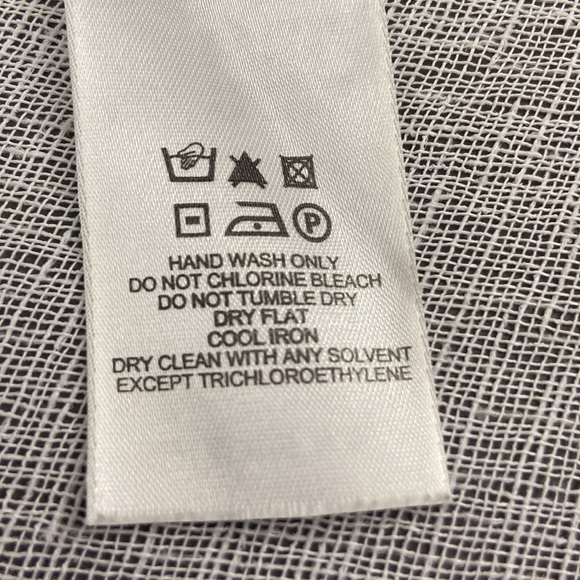 P
HAND WASH ONLY
DO NOT CHLORINE BLEACH
DO NOT TUMBLE DRY
DRY FLAT
COOL IRON
DRY CLEAN WITH ANY SOLVENT
EXCEPT TRICHLOROETHYLENE